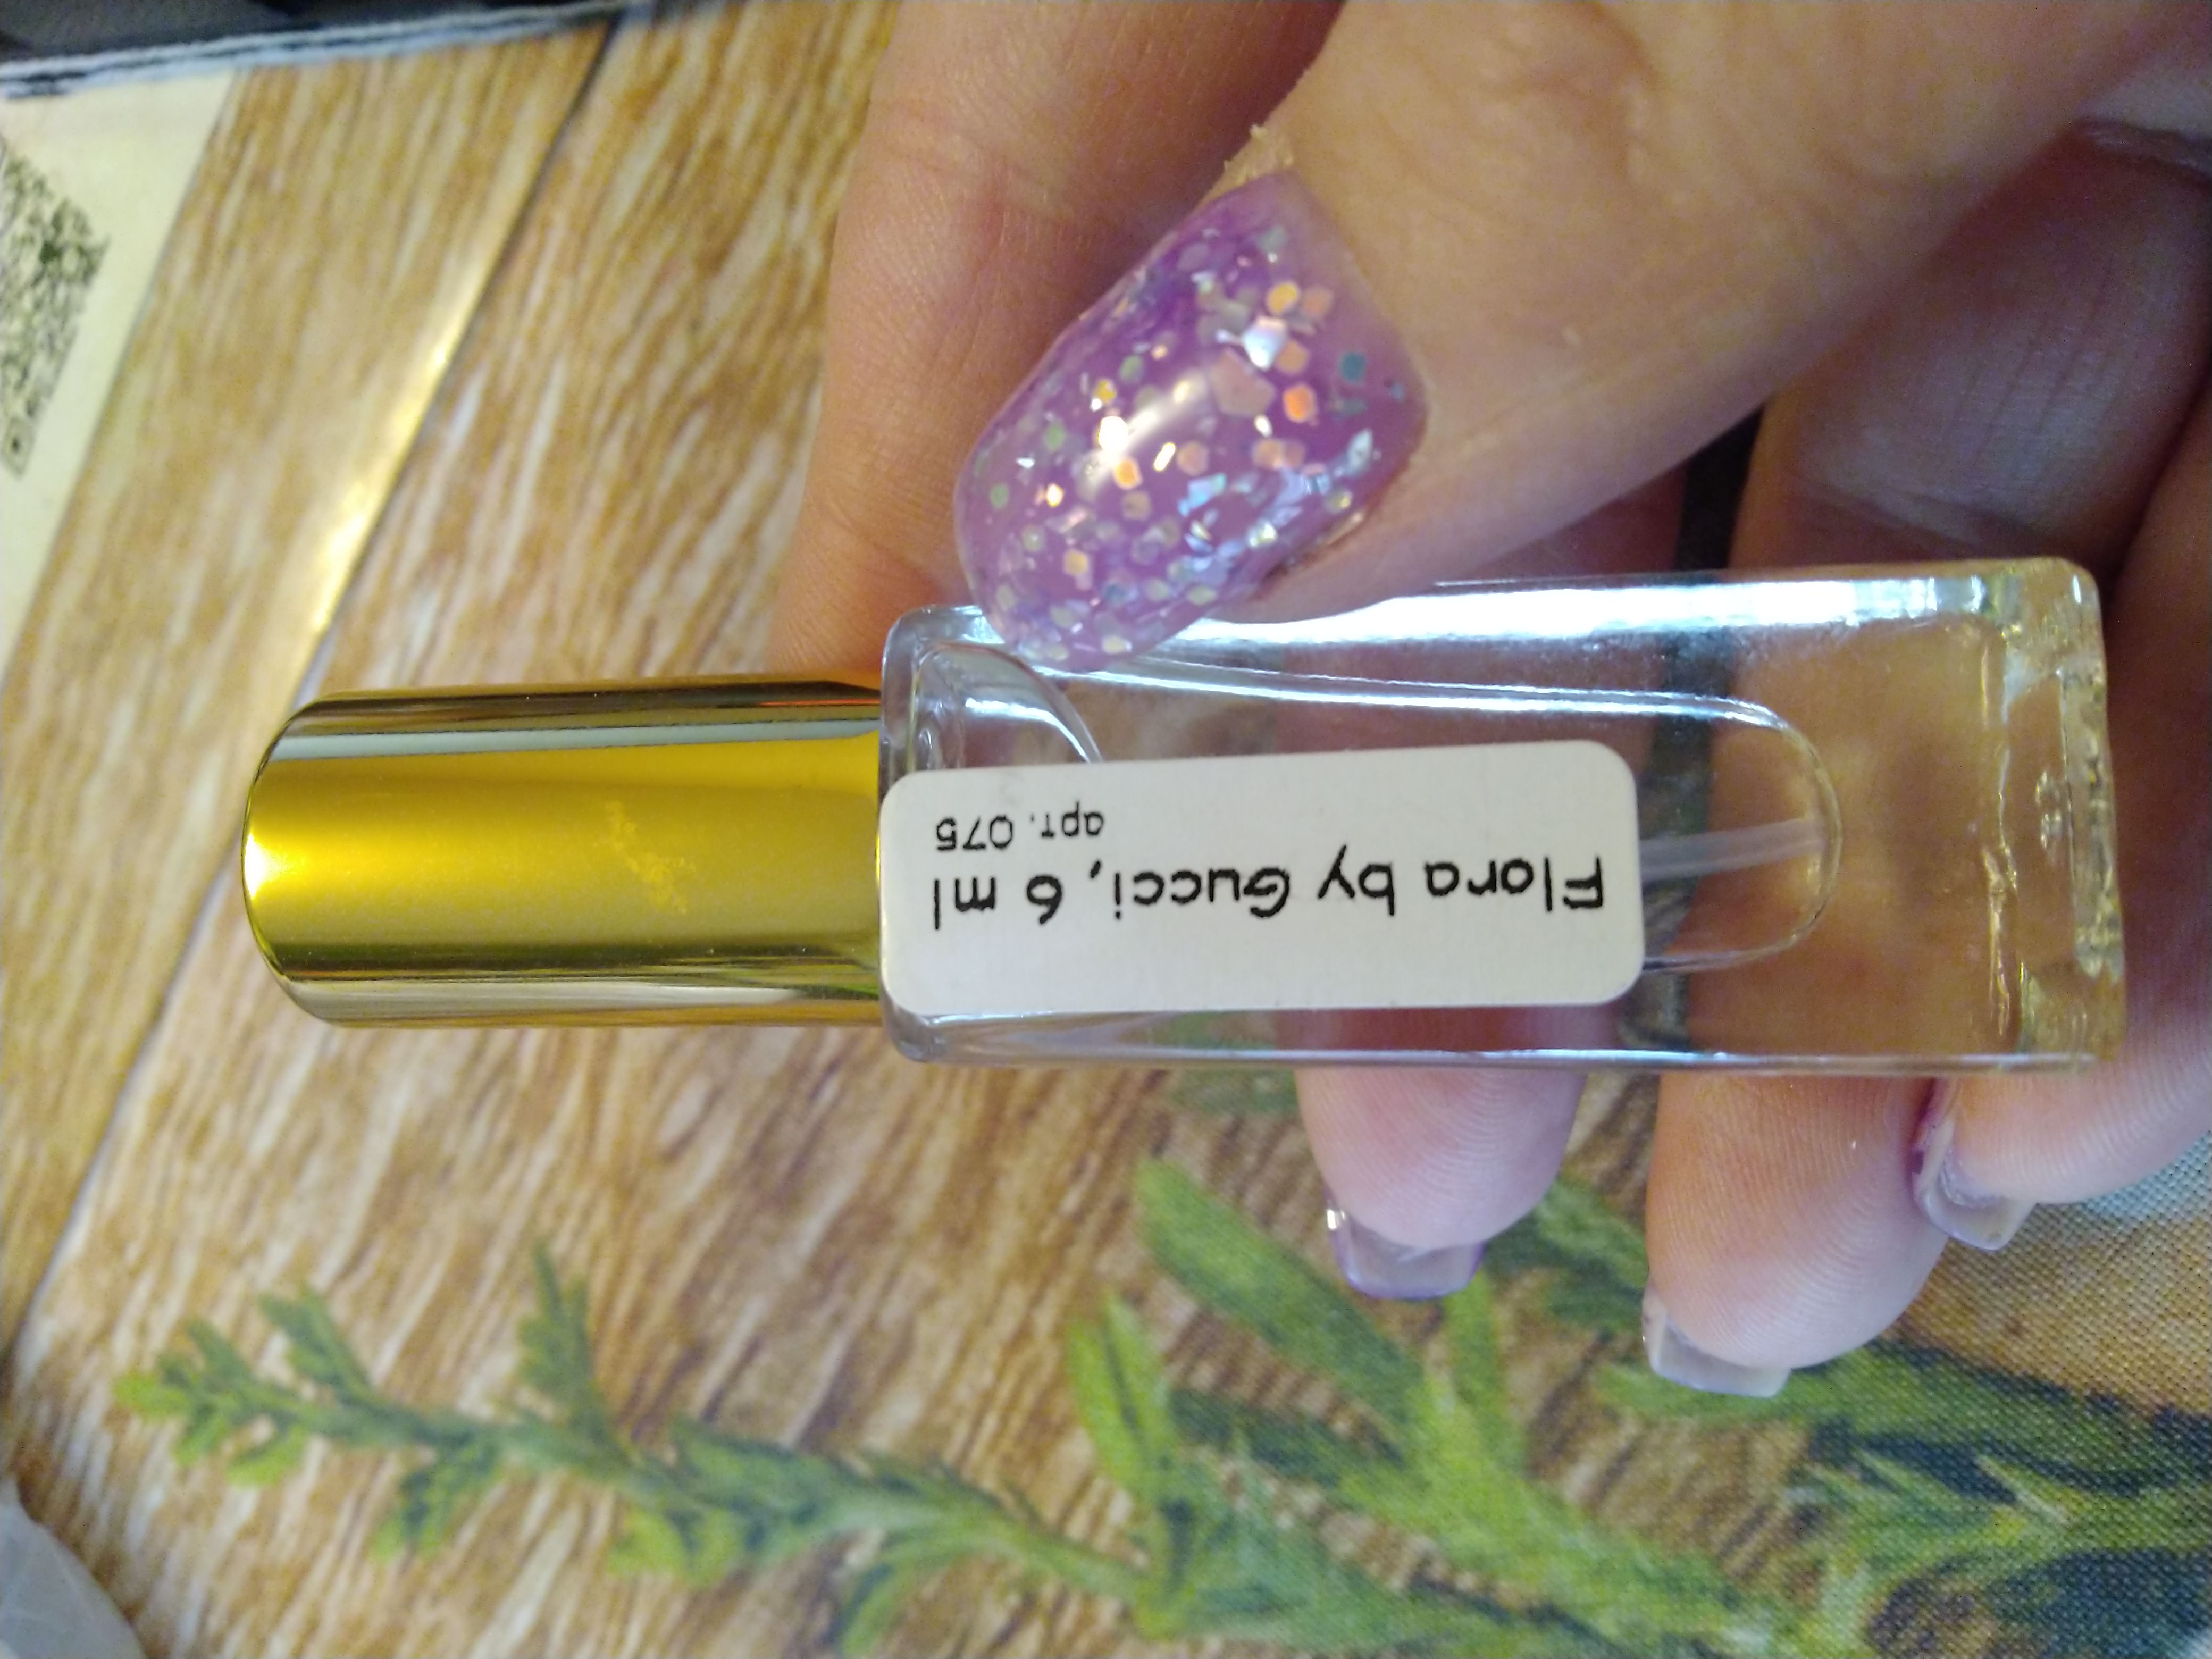 Flora by Gucci, 6 ml
арт. 075